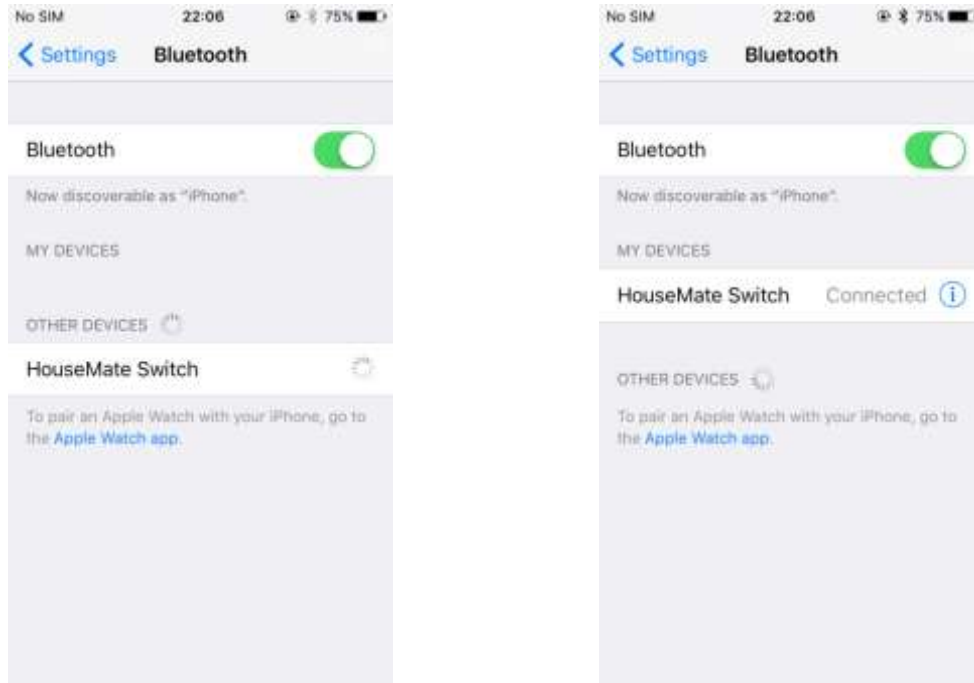 No SIM 22:06 75%
Settings Bluetooth
Bluetooth
Now discoverable as "iPhone".
MY DEVICES
OTHER DEVICES
HouseMate Switch
To pair an Apple Watch with your iPhone, go to
the Apple Watch app.
No SIM 22:06 75%
Settings Bluetooth
Bluetooth
Now discoverable as "iPhone".
MY DEVICES
HouseMate Switch Connected
OTHER DEVICES
To pair an Apple Watch with your iPhone, go to
the Apple Watch app.